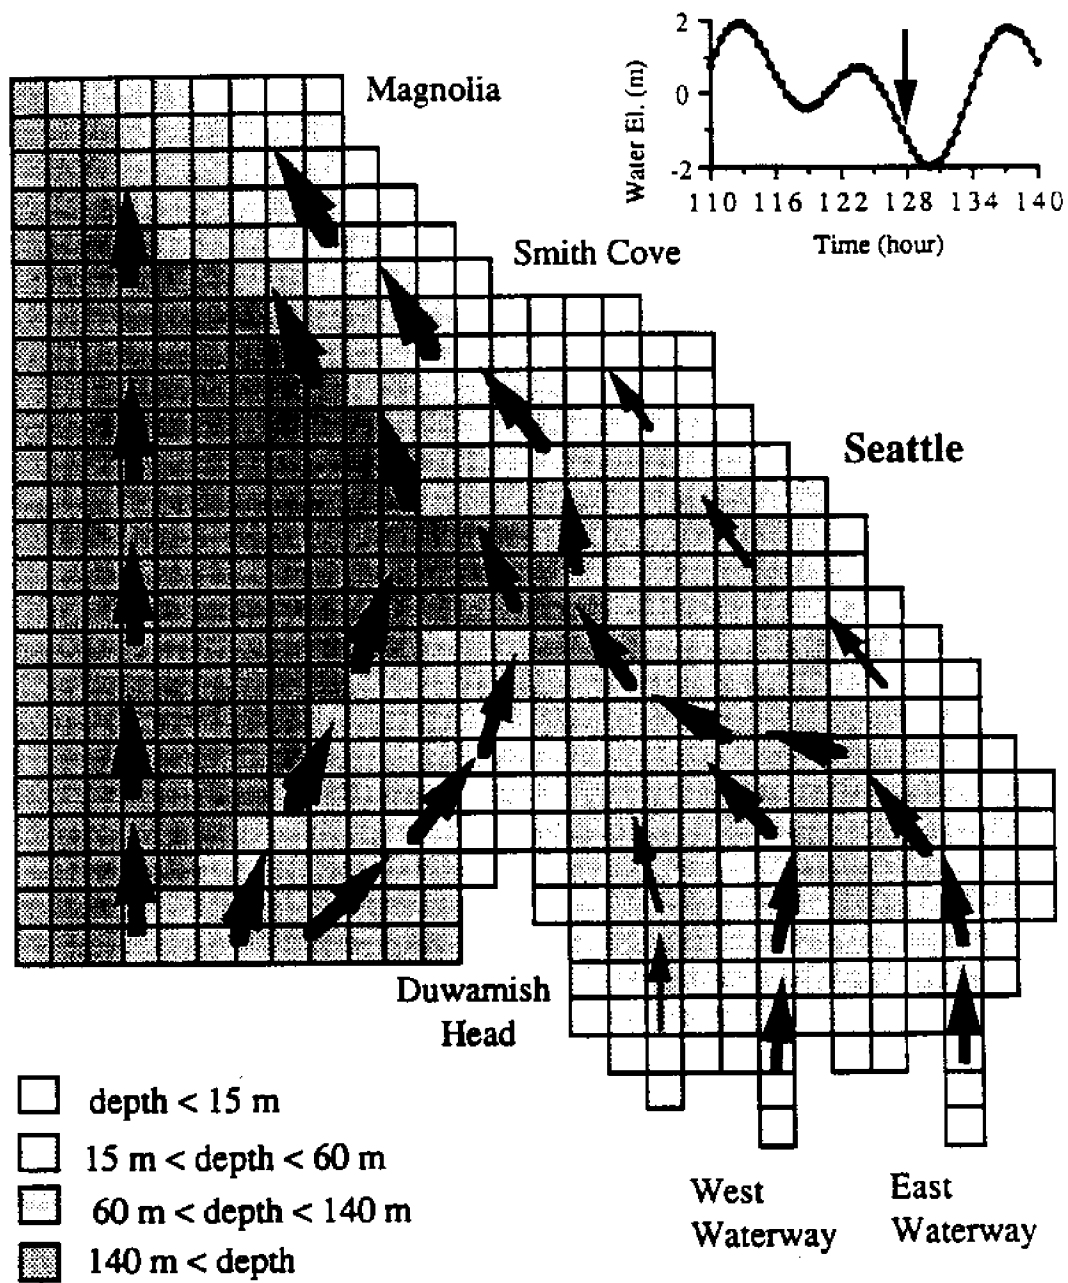 Magnolia
2
0
-2
Water El. (m)
110 116 122 128 134 140
Time (hour)
Smith Cove
Seattle
Duwamish
Head
depth < 15 m
15 m < depth < 60 m
60 m < depth < 140 m
140 m < depth
West
Waterway
East
Waterway